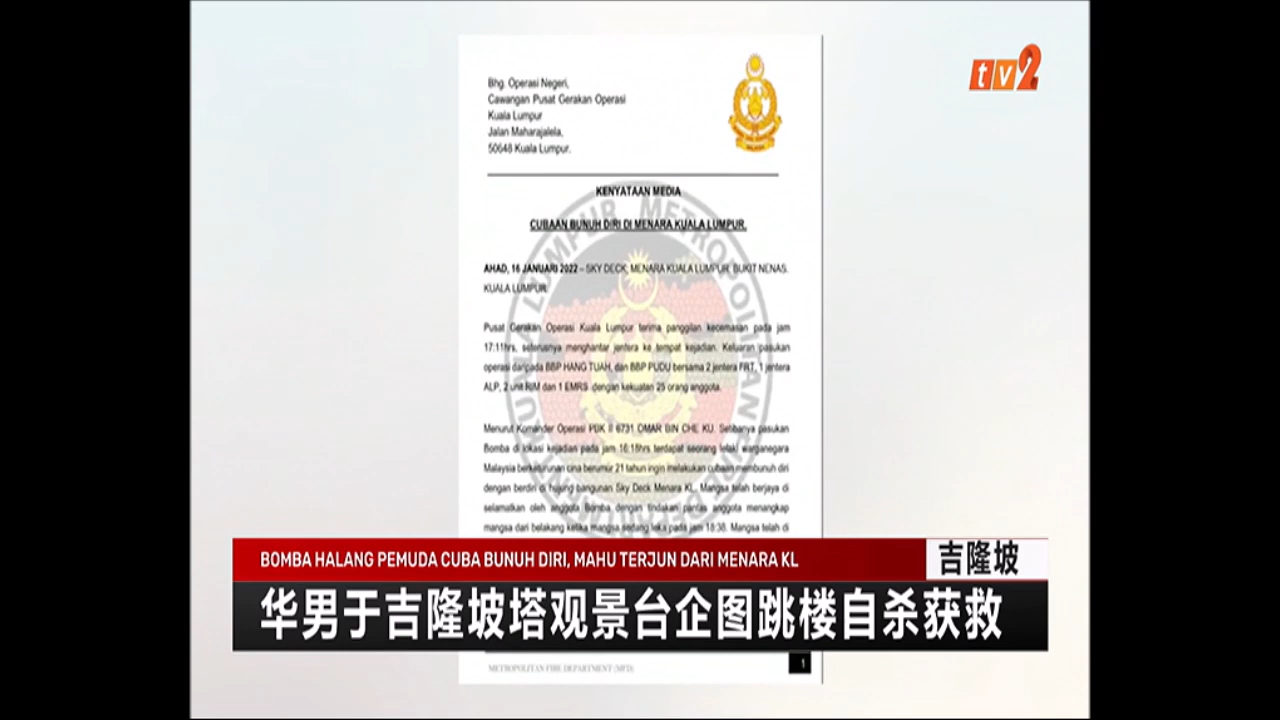 tv2
Bhg. Operasi Negeri,
Cawangan Pusat Gerakan Operasi
Kuala Lumpur
Jalan Maharajalela,
50648 Kuala Lumpur.
KENYATAAN MEDIA
CUBAAN BUNUH DIRI DI MENARA KUALA LUMPUR.
AHAD, 16 JANUARI 2022 – SKY DECK, MENARA KUALA LUMPUR, BUKIT NENAS.
KUALA LUMPUR.
Pusat Gerakan Operasi Kuala Lumpur terima panggilan kecemasan pada jam
17:11hrs, seterusnya menghantar jentera ke tempat kejadian. Keluaran pasukan
operasi daripada BBP HANG TUAH, dan BBP PUDU bersama 2 jentera FRT, 1 jentera
ALP, 2 unit RIM dan 1 EMRS dengan kekuatan 25 orang anggota.
Menurut Komander Operasi PBK II 6731 OMAR BIN CHE KU. Setibanya pasukan
Bomba di lokasi kejadian pada jam 16:18hrs terdapat seorang lelaki warganegara
Malaysia berketurunan cina berumur 21 tahun ingin melakukan cubaan membunuh diri
dengan berdiri di hujung bangunan Sky Deck Menara KL. Mangsa telah berjaya di
selamatkan oleh anggota Bomba dengan tindakan pantas anggota menangkap
mangsa dari belakang ketika mangsa sedang leka pada jam 18:38. Mangsa telah di
KUALA LUMPUR METROPOLITAN FIRE DEPARTMENT
BOMBA HALANG PEMUDA CUBA BUNUH DIRI, MAHU TERJUN DARI MENARA KL
吉隆坡
华男于吉隆坡塔观景台企图跳楼自杀获救
METROPOLITAN FIRE DEPARTMENT (MFD)
1